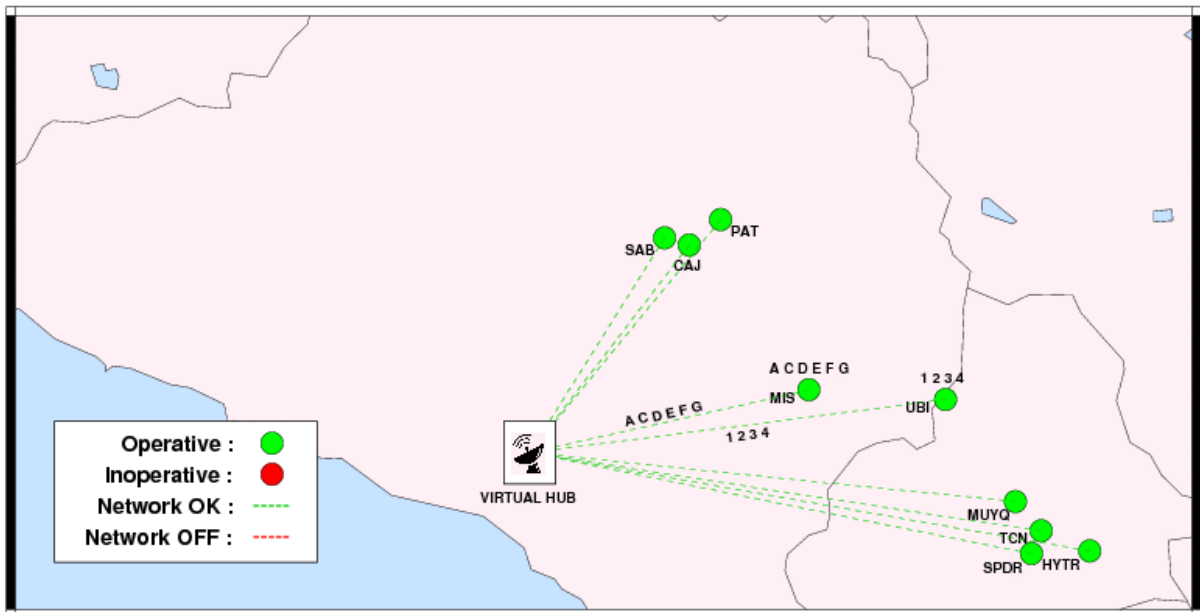 PAT
SAB
CAJ
A C D E F G
MIS
1 2 3 4
UBI
A C D E F G
1 2 3 4
Operative :
Inoperative :
Network OK :
Network OFF :
VIRTUAL HUB
MUYQ
TCN
SPDR
HYTR